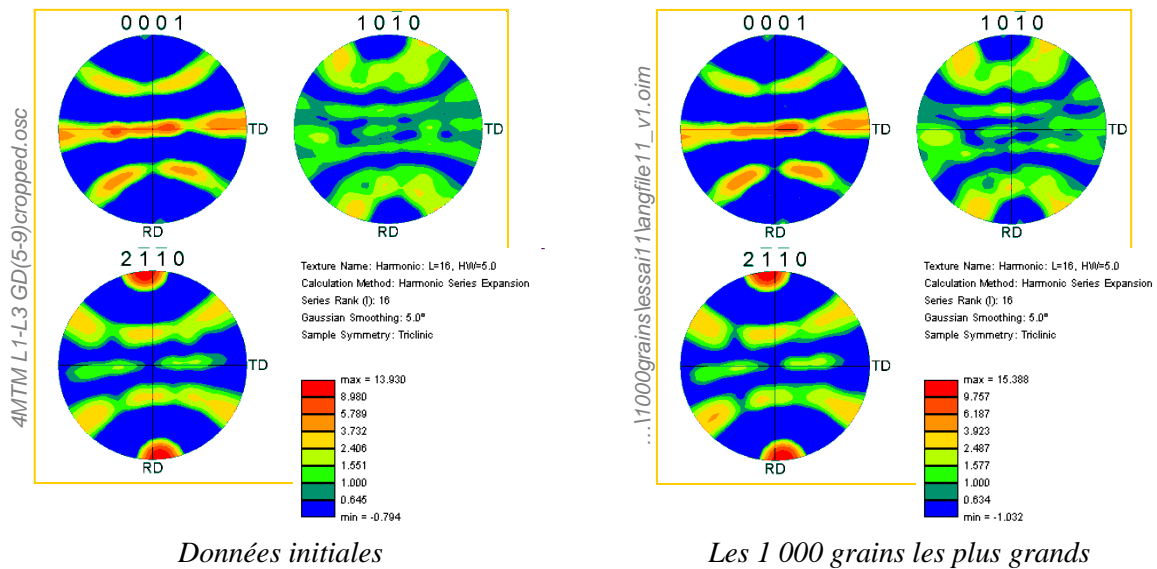 0 0 0 1
1 0 1̅ 0
TD
TD
RD
RD
2 1̅ 1̅ 0
TD
RD
4MTM L1-L3 GD(5-9)cropped.osc
Texture Name: Harmonic: L=16, HW=5.0
Calculation Method: Harmonic Series Expansion
Series Rank (l): 16
Gaussian Smoothing: 5.0°
Sample Symmetry: Triclinic
max = 13.930
8.980
5.789
3.732
2.406
1.551
1.000
0.645
min = -0.794
Données initiales
0 0 0 1
1 0 1̅ 0
TD
TD
RD
RD
2 1̅ 1̅ 0
TD
RD
...\1000grains\essai11\angfile11_v1.oim
Texture Name: Harmonic: L=16, HW=5.0
Calculation Method: Harmonic Series Expansion
Series Rank (l): 16
Gaussian Smoothing: 5.0°
Sample Symmetry: Triclinic
max = 15.388
9.757
6.187
3.923
2.487
1.577
1.000
0.634
min = -1.032
Les 1 000 grains les plus grands